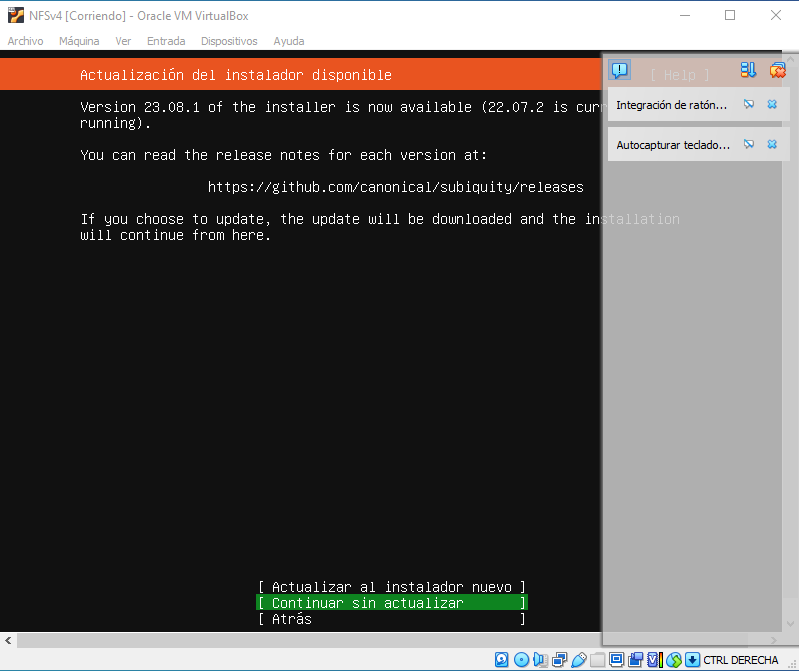 NFSv4 [Corriendo] - Oracle VM VirtualBox
Archivo Máquina Ver Entrada Dispositivos Ayuda
Actualización del instalador disponible [ Help ]
Integración de ratón...
Autocapturar teclado...
Version 23.08.1 of the installer is now available (22.07.2 is
running).
You can read the release notes for each version at:
https://github.com/canonical/subiquity/releases
If you choose to update, the update will be downloaded and the installation
will continue from here.
[ Actualizar al instalador nuevo ]
[ Continuar sin actualizar ]
[ Atrás ]
CTRL DERECHA